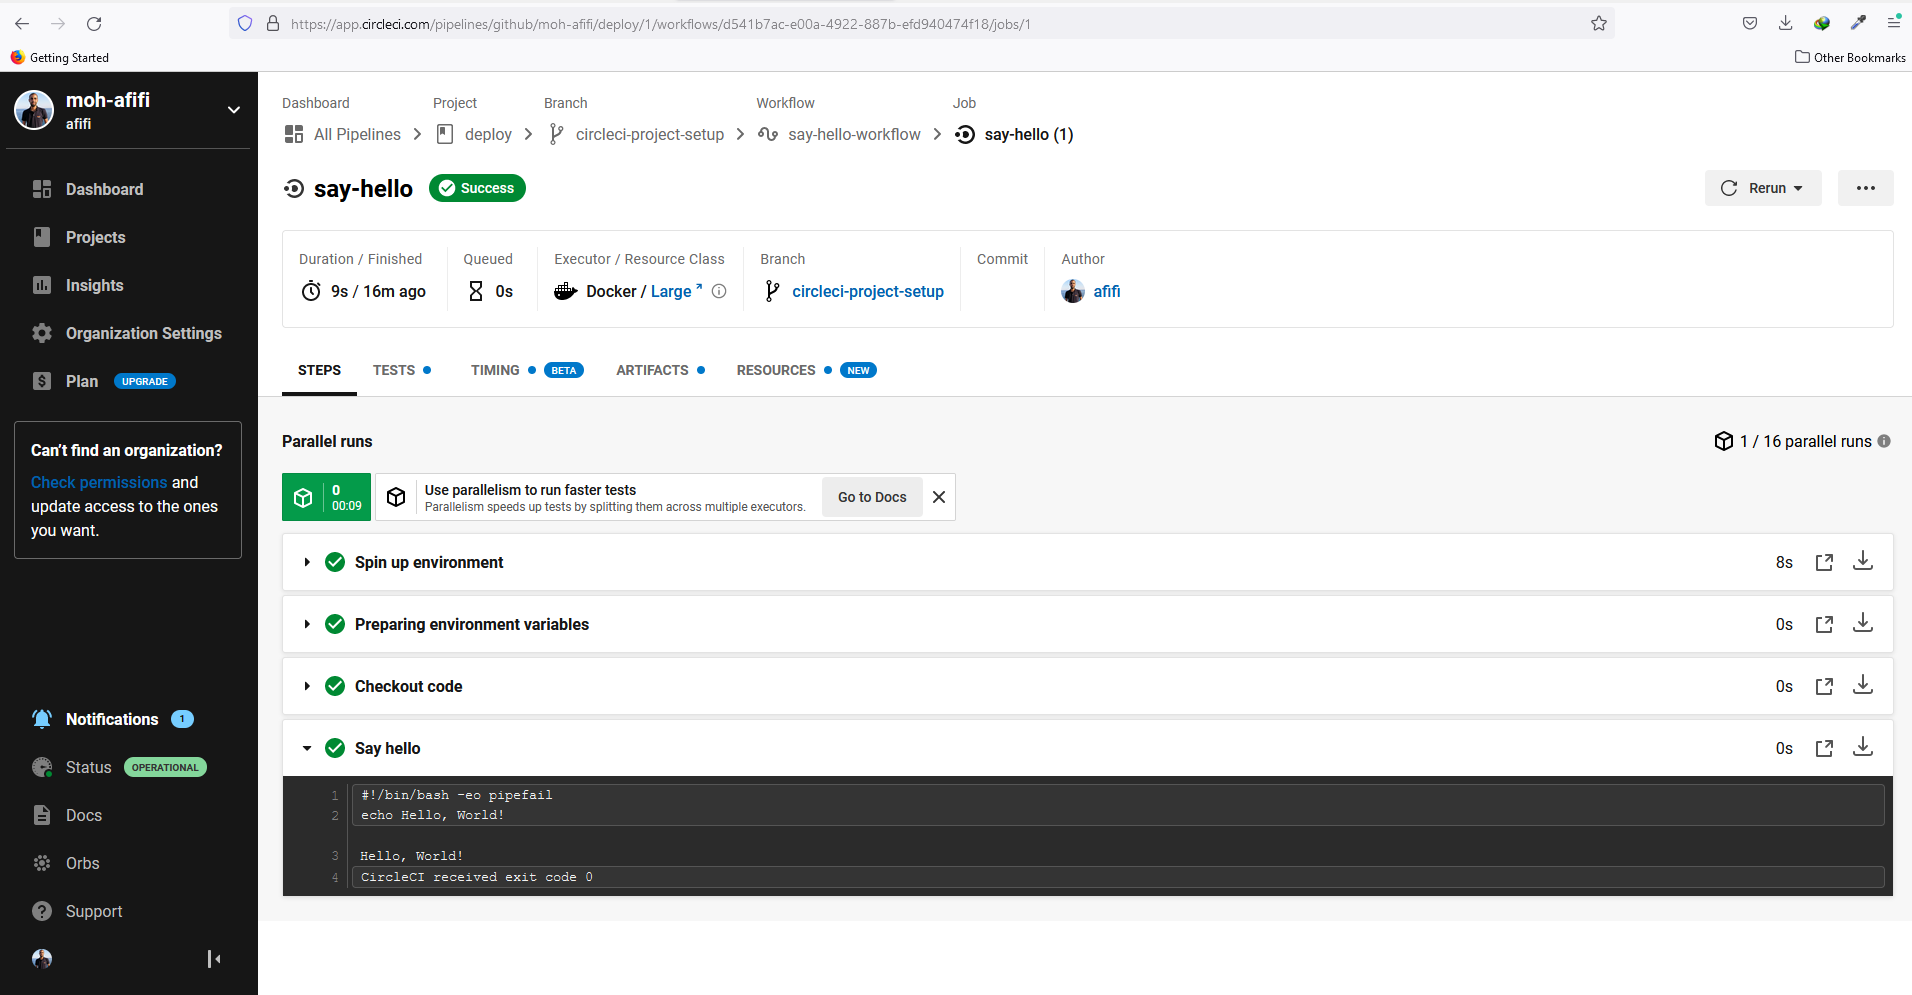 https://app.circleci.com/pipelines/github/moh-afifi/deploy/1/workflows/d541b7ac-e00a-4922-887b-efd940474f18/jobs/1
Getting Started
Other Bookmarks
moh-afifi
afifi
Dashboard
Projects
Insights
Organization Settings
Plan UPGRADE
Can't find an organization?
Check permissions and
update access to the ones
you want.
Notifications 1
Status OPERATIONAL
Docs
Orbs
Support
Dashboard Project Branch Workflow Job
All Pipelines deploy circleci-project-setup say-hello-workflow say-hello (1)
say-hello Success
Rerun
Duration / Finished Queued Executor / Resource Class Branch Commit Author
9s / 16m ago 0s Docker / Large circleci-project-setup afifi
STEPS TESTS TIMING BETA ARTIFACTS RESOURCES NEW
Parallel runs
1 / 16 parallel runs
0
00:09
Use parallelism to run faster tests
Parallelism speeds up tests by splitting them across multiple executors.
Go to Docs
Spin up environment 8s
Preparing environment variables 0s
Checkout code 0s
Say hello 0s
1 #!/bin/bash -eo pipefail
2 echo Hello, World!
3 Hello, World!
4 CircleCI received exit code 0